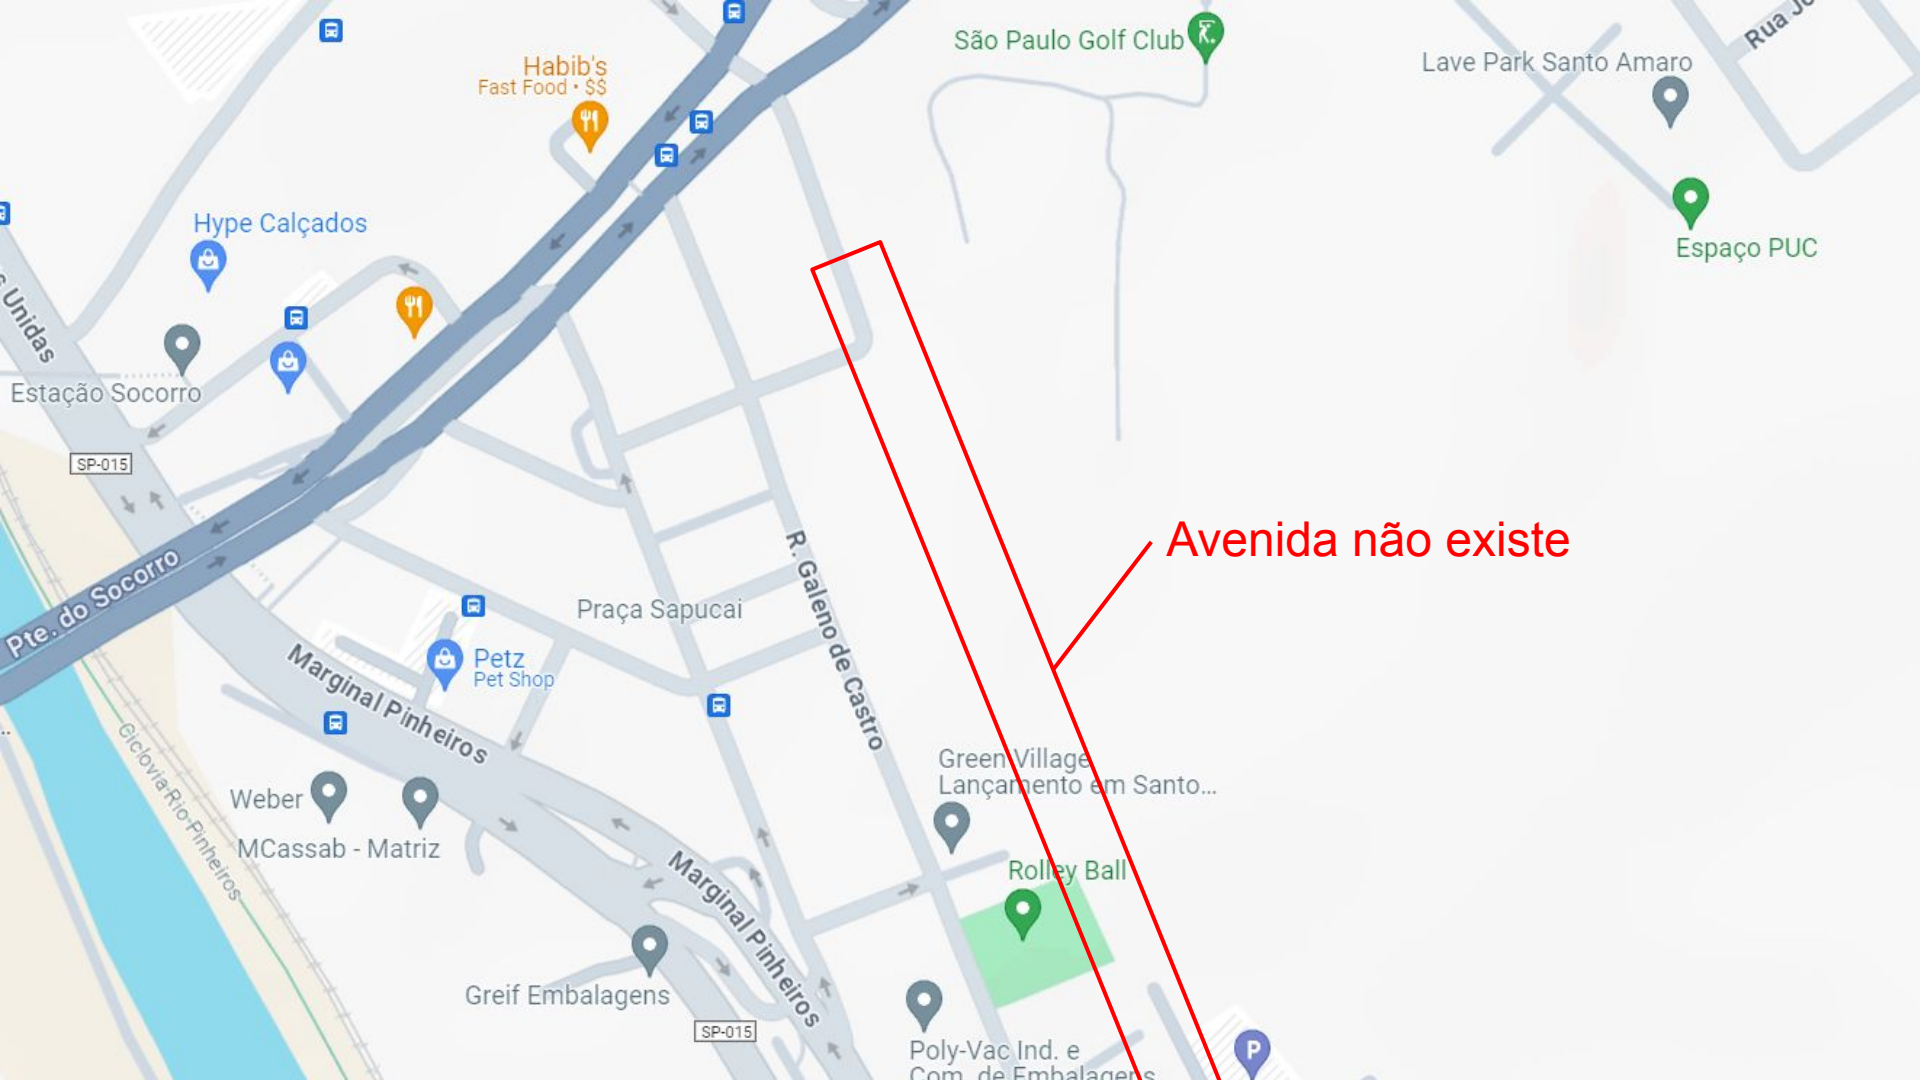 São Paulo Golf Club
Rua Jo
Lave Park Santo Amaro
Habib's
Fast Food • $$
Hype Calçados
Espaço PUC
s Unidas
Estação Socorro
SP-015
Avenida não existe
R. Galeno de Castro
Pte. do Socorro
Praça Sapucai
Petz
Pet Shop
Marginal Pinheiros
Ciclovia Rio Pinheiros
Green Village
Lançamento em Santo...
Weber
MCassab - Matriz
Rolley Ball
Marginal Pinheiros
Greif Embalagens
SP-015
Poly-Vac Ind. e
Com. de Embalagens
P